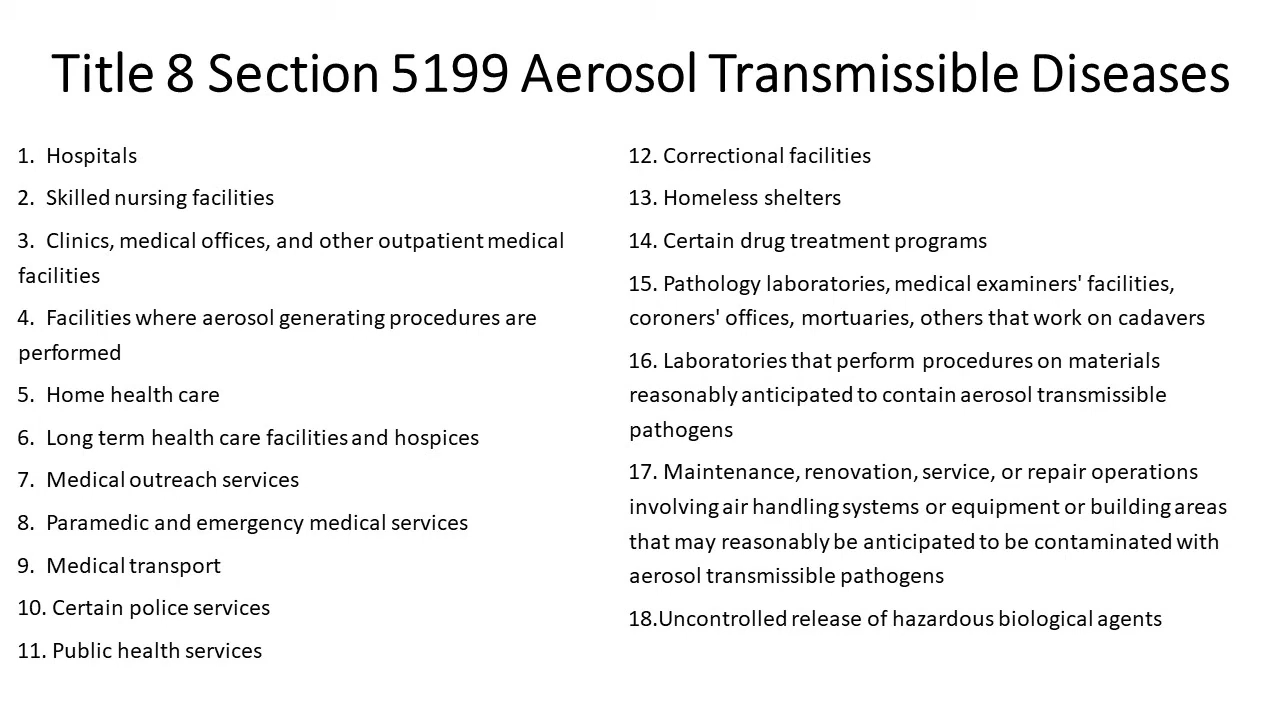 Title 8 Section 5199 Aerosol Transmissible Diseases
1. Hospitals
2. Skilled nursing facilities
3. Clinics, medical offices, and other outpatient medical
facilities
4. Facilities where aerosol generating procedures are
performed
5. Home health care
6. Long term health care facilities and hospices
7. Medical outreach services
8. Paramedic and emergency medical services
9. Medical transport
10. Certain police services
11. Public health services
12. Correctional facilities
13. Homeless shelters
14. Certain drug treatment programs
15. Pathology laboratories, medical examiners' facilities,
coroners' offices, mortuaries, others that work on cadavers
16. Laboratories that perform procedures on materials
reasonably anticipated to contain aerosol transmissible
pathogens
17. Maintenance, renovation, service, or repair operations
involving air handling systems or equipment or building areas
that may reasonably be anticipated to be contaminated with
aerosol transmissible pathogens
18.Uncontrolled release of hazardous biological agents